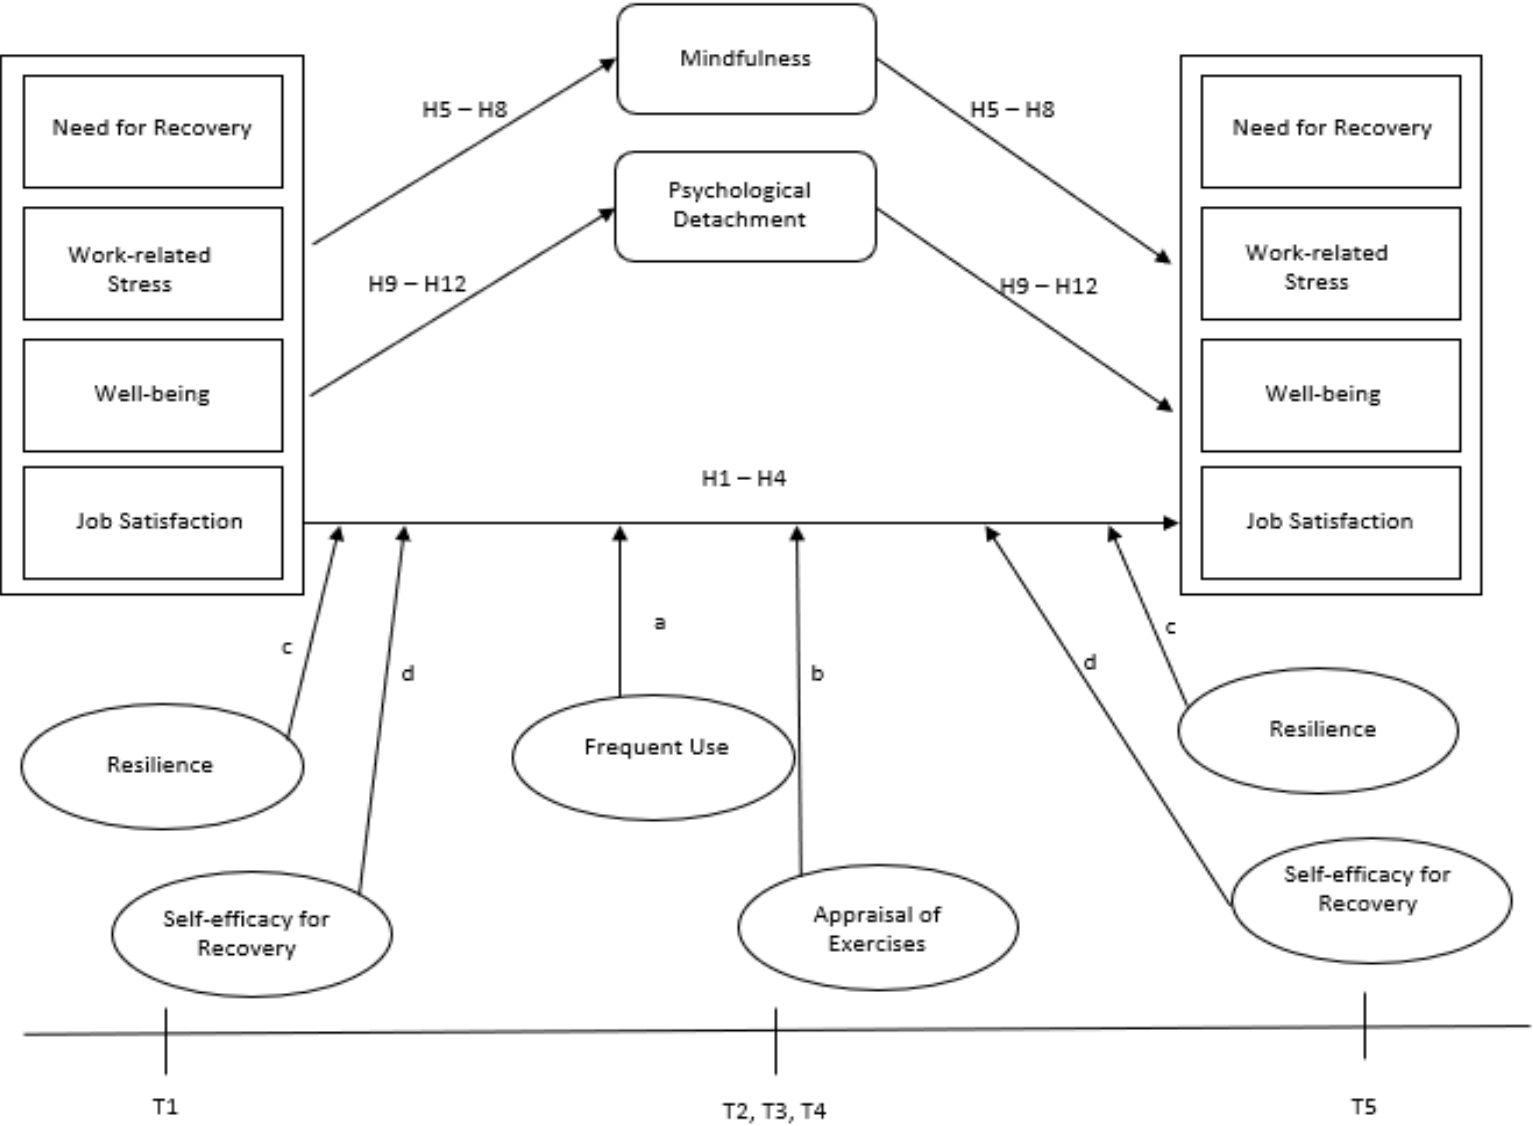 Mindfulness
H5 – H8
H5 – H8
Need for Recovery
Need for Recovery
Psychological
Detachment
Work-related
Stress
Work-related
Stress
H9 – H12
H9 – H12
Well-being
Well-being
H1 – H4
Job Satisfaction
Job Satisfaction
c
d
a
b
d
c
Resilience
Frequent Use
Resilience
Self-efficacy for
Recovery
Appraisal of
Exercises
Self-efficacy for
Recovery
T1
T2, T3, T4
T5